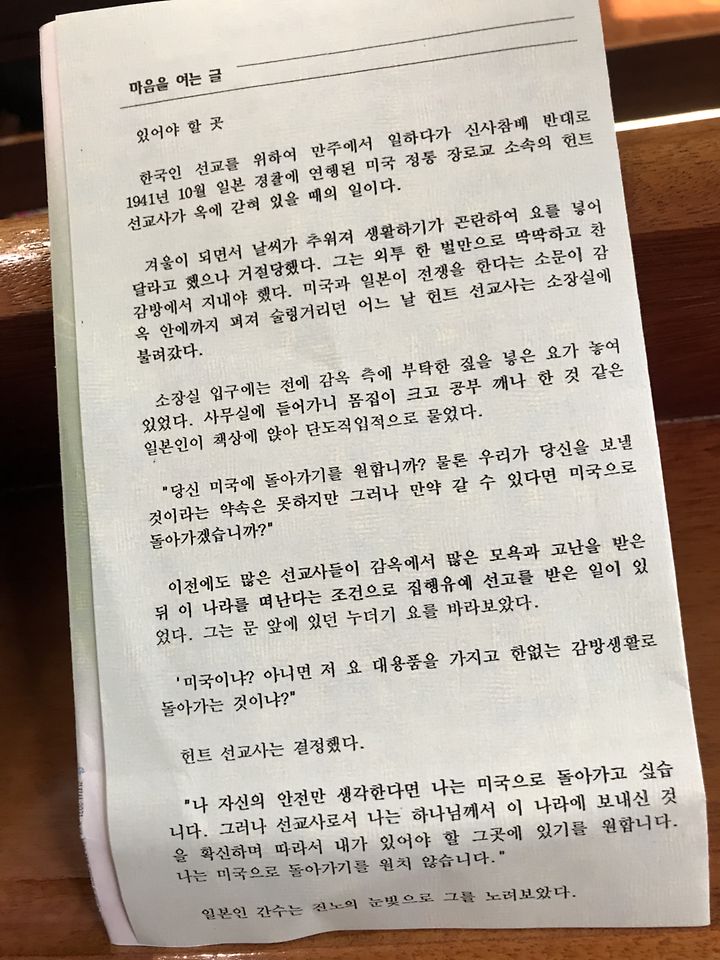 마음을 여는 글
있어야 할 곳
한국인 선교를 위하여 만주에서 일하다가 신사참배 반대로
1941년 10월 일본 경찰에 연행된 미국 정통 장로교 소속의 헌트
선교사가 옥에 갇혀 있을 때의 일이다.
겨울이 되면서 날씨가 추워져 생활하기가 곤란하여 요를 넣어
달라고 했으나 거절당했다. 그는 외투 한 벌만으로 딱딱하고 찬
감방에서 지내야 했다. 미국과 일본이 전쟁을 한다는 소문이 감
옥 안에까지 퍼져 술렁거리던 어느 날 헌트 선교사는 소장실에
불려갔다.
소장실 입구에는 전에 감옥 측에 부탁한 짚을 넣은 요가 놓여
있었다. 사무실에 들어가니 몸집이 크고 공부 깨나 한 것 같은
일본인이 책상에 앉아 단도직입적으로 물었다.
"당신 미국에 돌아가기를 원합니까? 물론 우리가 당신을 보낼
것이라는 약속은 못하지만 그러나 만약 갈 수 있다면 미국으로
돌아가겠습니까?"
이전에도 많은 선교사들이 감옥에서 많은 모욕과 고난을 받은
뒤 이 나라를 떠난다는 조건으로 집행유예 선고를 받은 일이 있
었다. 그는 문 앞에 있던 누더기 요를 바라보았다.
'미국이냐? 아니면 저 요 대용품을 가지고 한없는 감방생활로
돌아가는 것이냐?"
헌트 선교사는 결정했다.
"나 자신의 안전만 생각한다면 나는 미국으로 돌아가고 싶습
니다. 그러나 선교사로서 나는 하나님께서 이 나라에 보내신 것
을 확신하며 따라서 내가 있어야 할 그곳에 있기를 원합니다.
나는 미국으로 돌아가기를 원치 않습니다."
일본인 간수는 진노의 눈빛으로 그를 노려보았다.